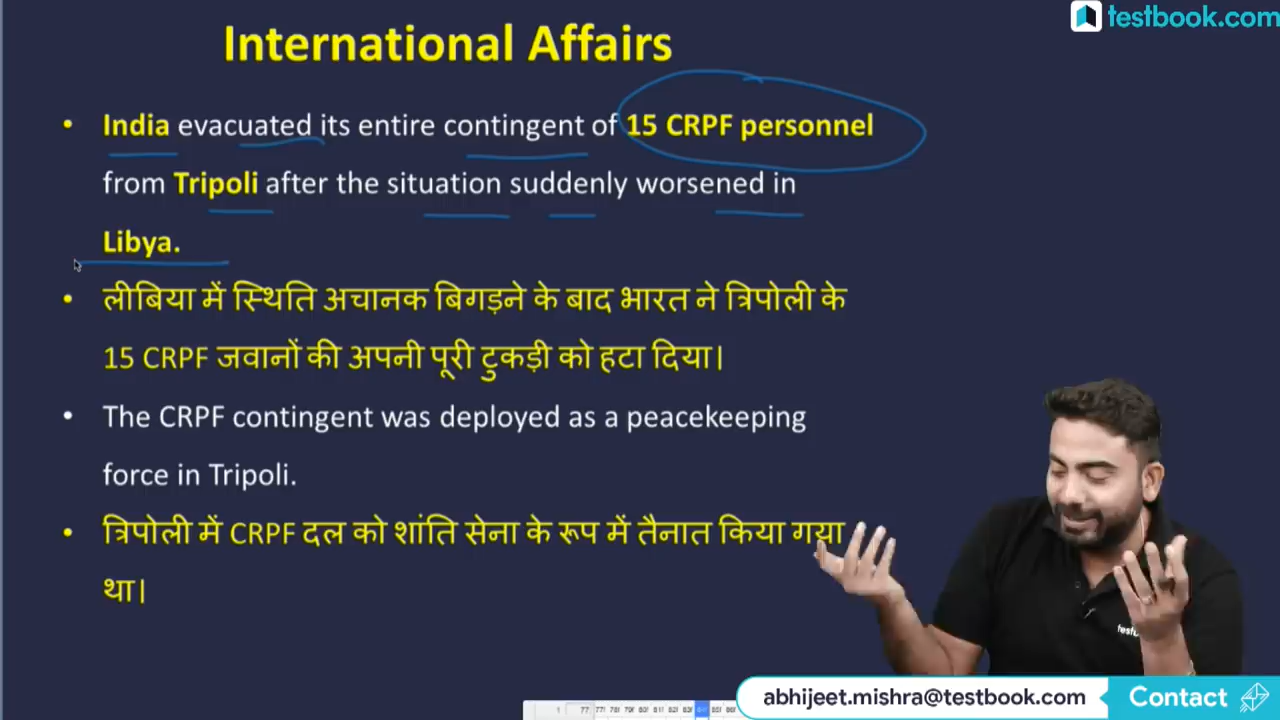 testbook.com
International Affairs
• India evacuated its entire contingent of 15 CRPF personnel
from Tripoli after the situation suddenly worsened in
Libya.
• लीबिया में स्थिति अचानक बिगड़ने के बाद भारत ने त्रिपोली के
15 CRPF जवानों की अपनी पूरी टुकड़ी को हटा दिया।
• The CRPF contingent was deployed as a peacekeeping
force in Tripoli.
• त्रिपोली में CRPF दल को शांति सेना के रूप में तैनात किया गया
था।
abhijeet.mishra@testbook.com Contact